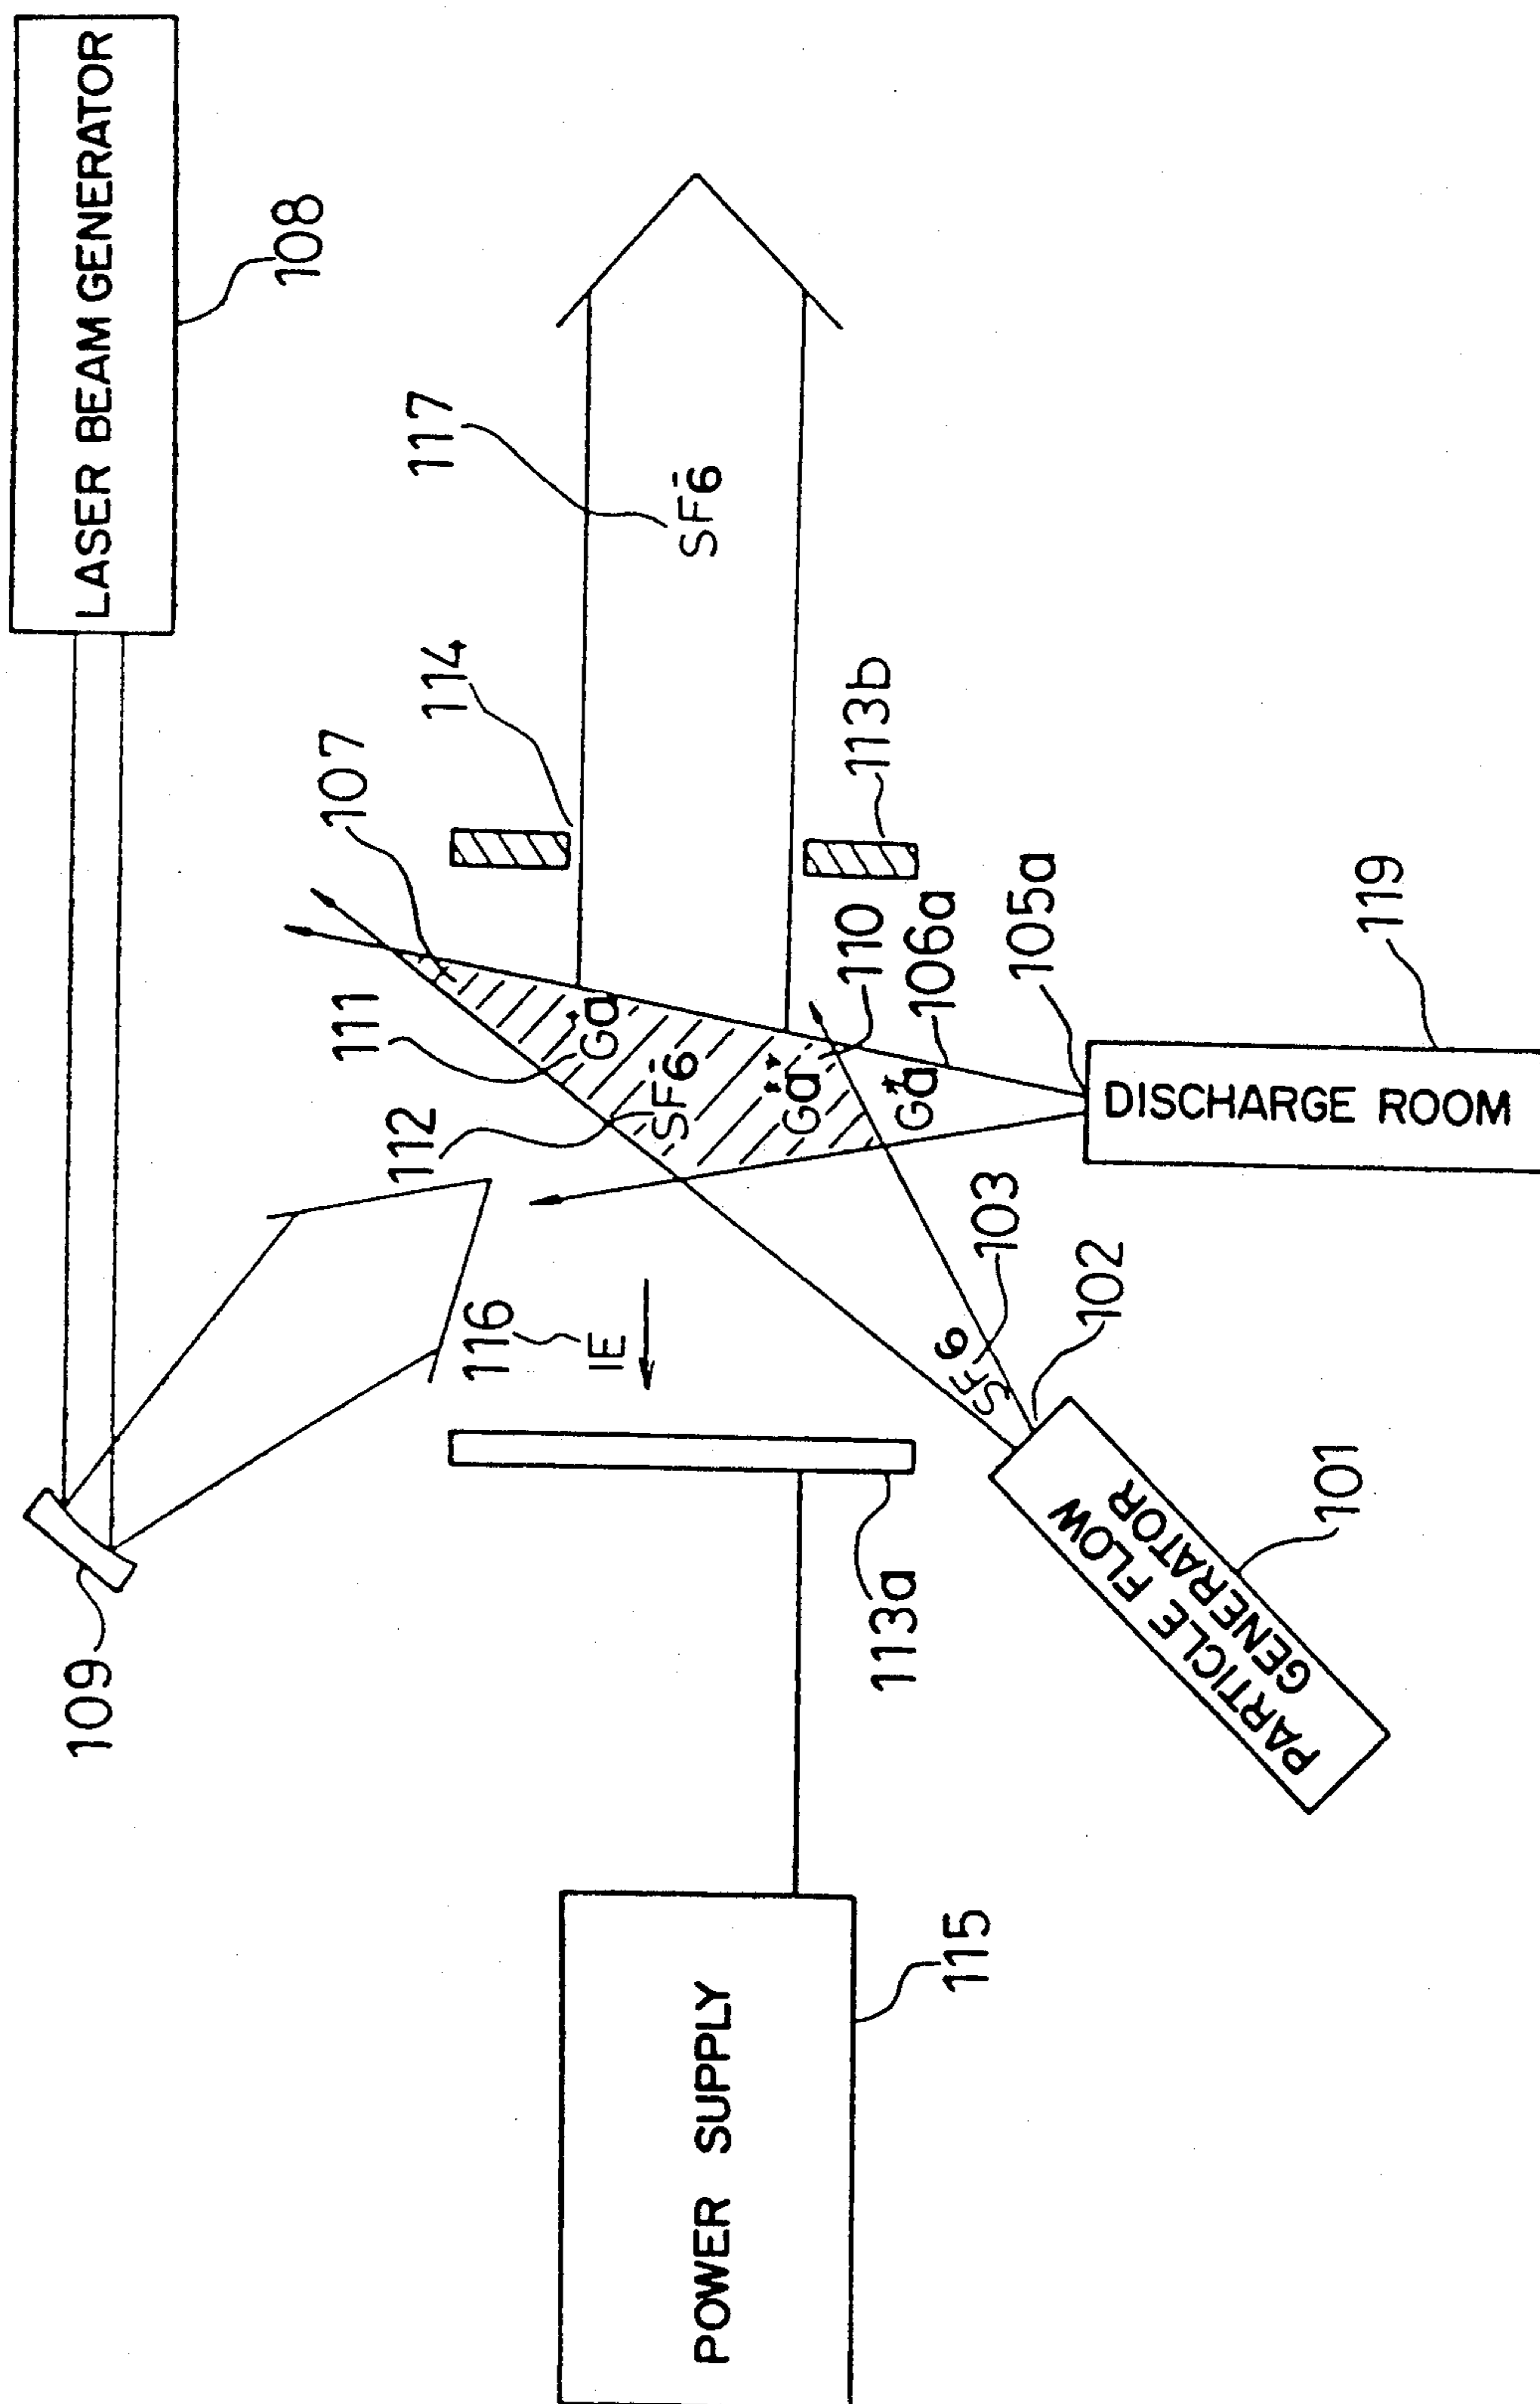 LASER BEAM GENERATOR
108
109
117
SF6̄
114
107
113b
111
Ga⁺
112
SF6̄
Ga**
110
106a
Ga*
105a
119
DISCHARGE ROOM
116
IE
103
SF6
102
113a
PARTICLE FLOW
GENERATOR
101
POWER SUPPLY
115